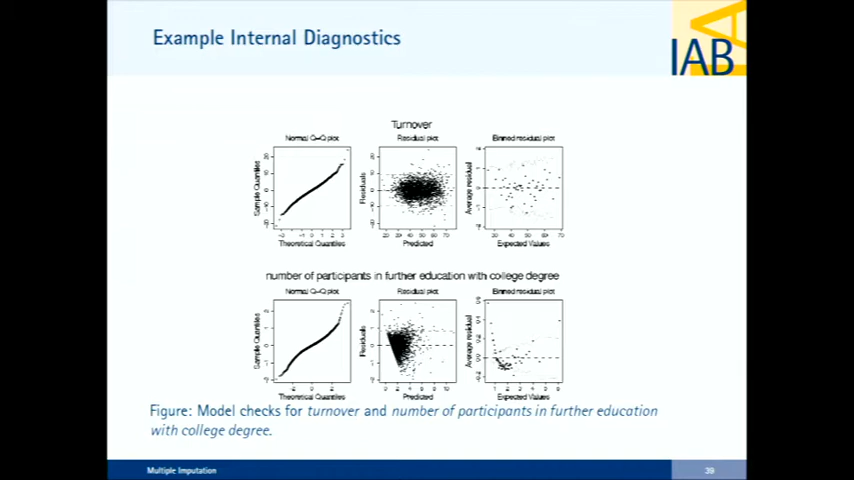 Example Internal Diagnostics
IAB
Turnover
Normal Q-Q plot
Residual plot
Binned residual plot
Sample Quantiles
Theoretical Quantiles
Residuals
Predicted
Average residual
Expected Values
number of participants in further education with college degree
Normal Q-Q plot
Residual plot
Binned residual plot
Sample Quantiles
Theoretical Quantiles
Residuals
Predicted
Average residual
Expected Values
Figure: Model checks for turnover and number of participants in further education
with college degree.
Multiple Imputation
39